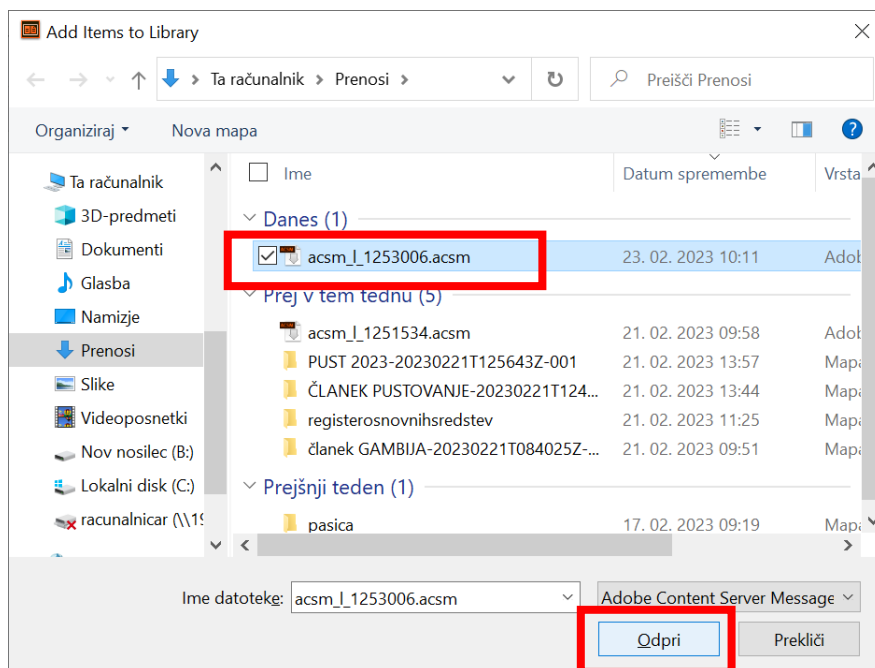 Add Items to Library
Ta računalnik > Prenosi >
Preišči Prenosi
Organiziraj
Nova mapa
Ime
Datum spremembe
Vrsta
Ta računalnik
3D-predmeti
Dokumenti
Glasba
Namizje
Prenosi
Slike
Videoposnetki
Nov nosilec (B:)
Lokalni disk (C:)
racunalnicar (\\19
Danes (1)
acsm_l_1253006.acsm 23. 02. 2023 10:11 Adob
Prej v tem tednu (5)
acsm_l_1251534.acsm 21. 02. 2023 09:58 Adob
PUST 2023-20230221T125643Z-001 21. 02. 2023 13:57 Mapa
ČLANEK PUSTOVANJE-20230221T124... 21. 02. 2023 13:44 Mapa
registerosnovnihsredstev 21. 02. 2023 11:25 Mapa
članek GAMBIJA-20230221T084025Z-... 21. 02. 2023 09:51 Mapa
Prejšnji teden (1)
pasica 17. 02. 2023 09:19 Mapa
Ime datoteke: acsm_l_1253006.acsm
Adobe Content Server Message
Odpri
Prekliči